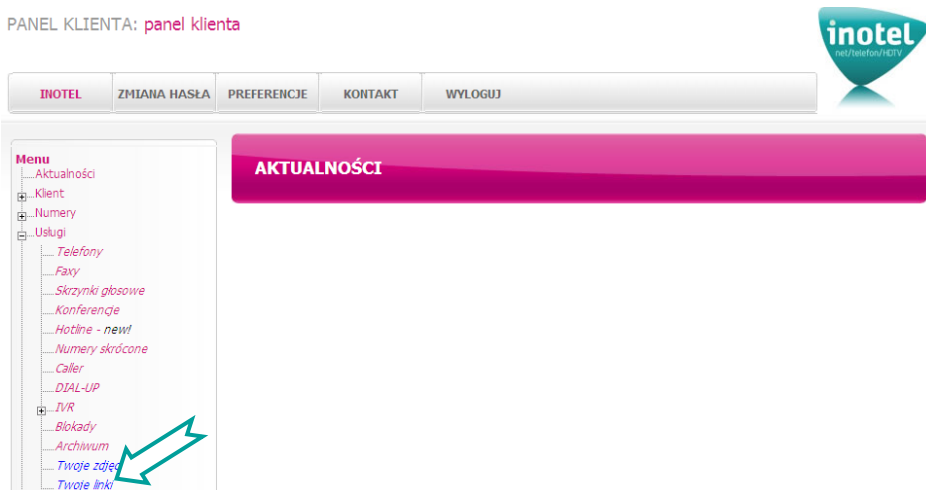 PANEL KLIENTA: panel klienta
inotel
net/telefon/HDTV
INOTEL ZMIANA HASŁA PREFERENCJE KONTAKT WYLOGUJ
Menu
Aktualności
Klient
Numery
Usługi
Telefony
Faxy
Skrzynki głosowe
Konferencje
Hotline - new!
Numery skrócone
Caller
DIAL-UP
IVR
Blokady
Archiwum
Twoje
Twoje linki
AKTUALNOŚCI